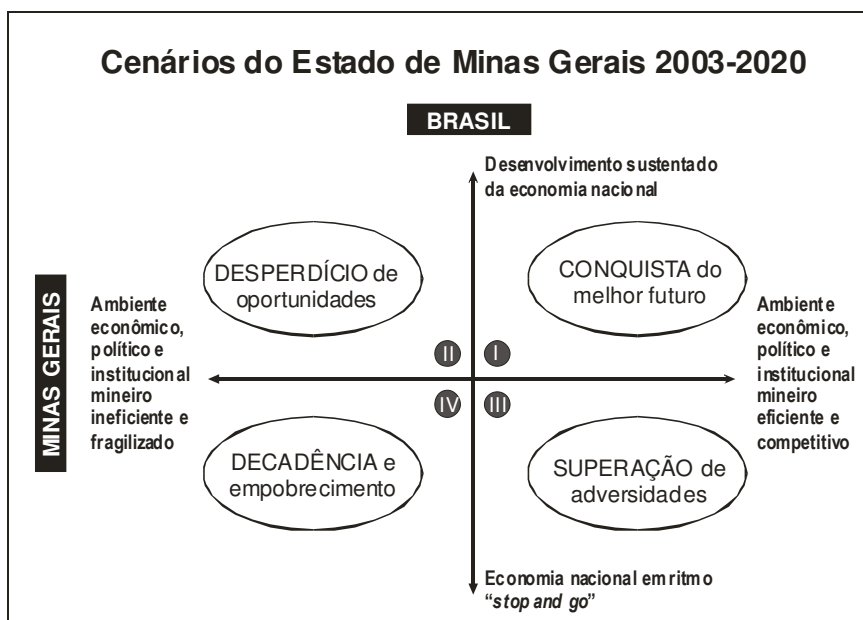 Cenários do Estado de Minas Gerais 2003-2020
BRASIL
Desenvolvimento sustentado
da economia nacional
DESPERDÍCIO de
oportunidades
CONQUISTA do
melhor futuro
MINAS GERAIS
Ambiente
econômico,
político e
institucional
mineiro
ineficiente e
fragilizado
Ambiente
econômico,
político e
institucional
mineiro
eficiente e
competitivo
II
I
IV
III
DECADÊNCIA e
empobrecimento
SUPERAÇÃO de
adversidades
Economia nacional em ritmo
“stop and go”